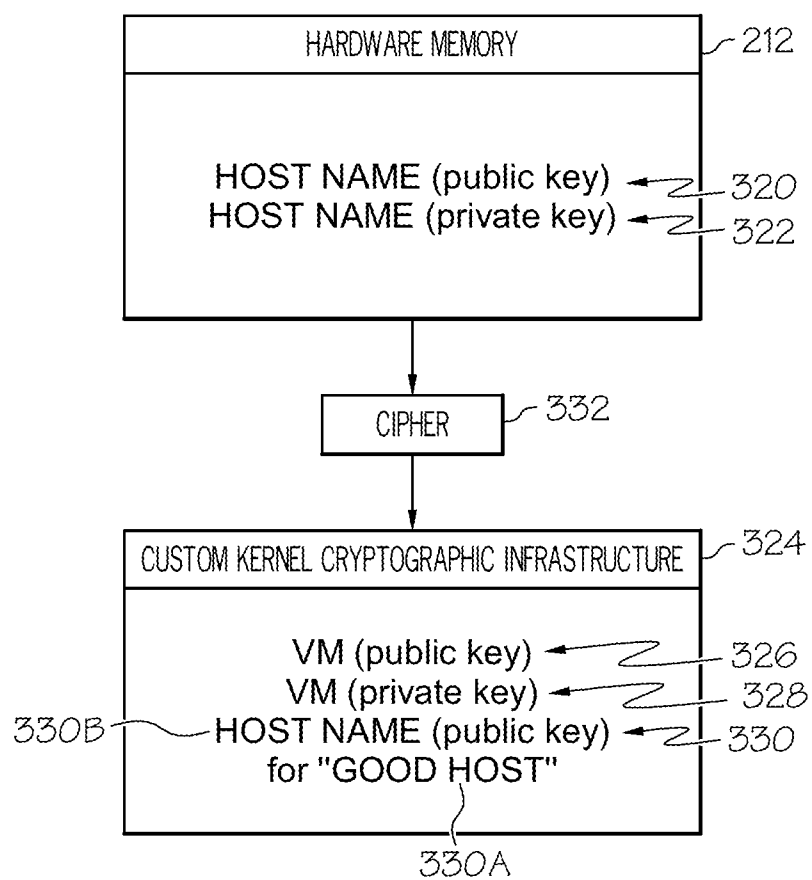 HARDWARE MEMORY 212
HOST NAME (public key) 320
HOST NAME (private key) 322
CIPHER 332
CUSTOM KERNEL CRYPTOGRAPHIC INFRASTRUCTURE 324
VM (public key) 326
VM (private key) 328
330B HOST NAME (public key) 330
for "GOOD HOST"
330A